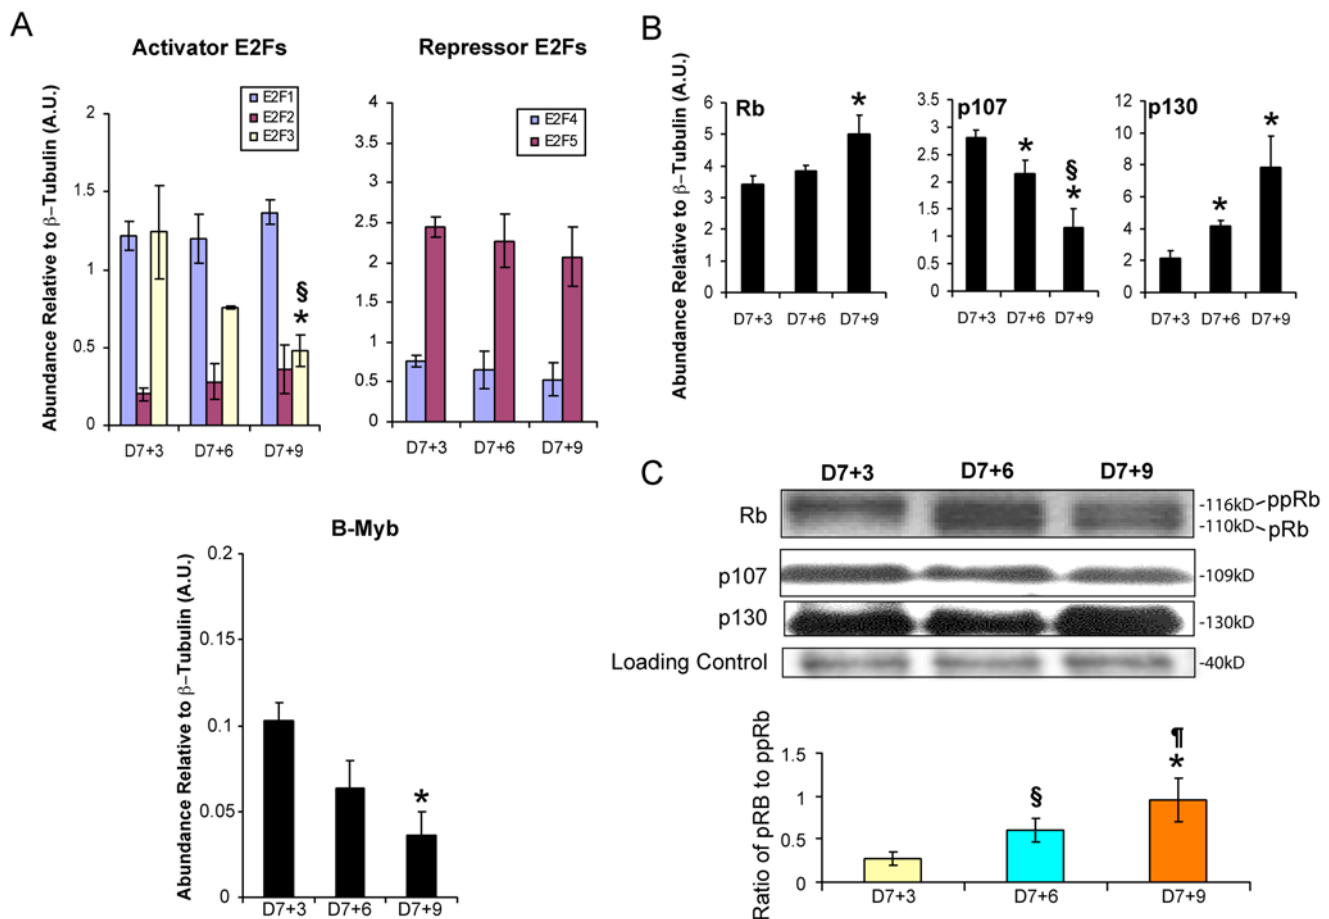 A
Activator E2Fs
Repressor E2Fs
Abundance Relative to β–Tubulin (A.U.)
E2F1
E2F2
E2F3
2
1.5
1
0.5
0
§
*
D7+3 D7+6 D7+9
E2F4
E2F5
4
3.5
3
2.5
2
1.5
1
0.5
0
D7+3 D7+6 D7+9
B-Myb
Abundance Relative to β–Tubulin (A.U.)
0.2
0.15
0.1
0.05
0
*
D7+3 D7+6 D7+9
B
Abundance Relative to β–Tubulin (A.U.)
Rb
6
5
4
3
2
1
0
*
D7+3 D7+6 D7+9
p107
3.5
3
2.5
2
1.5
1
0.5
0
*
§
*
D7+3 D7+6 D7+9
p130
12
10
8
6
4
2
0
*
*
D7+3 D7+6 D7+9
C
D7+3 D7+6 D7+9
Rb
-116kD ppRb
-110kD pRb
p107 -109kD
p130 -130kD
Loading Control -40kD
Ratio of pRB to ppRb
1.5
1
0.5
0
§
¶
*
D7+3 D7+6 D7+9